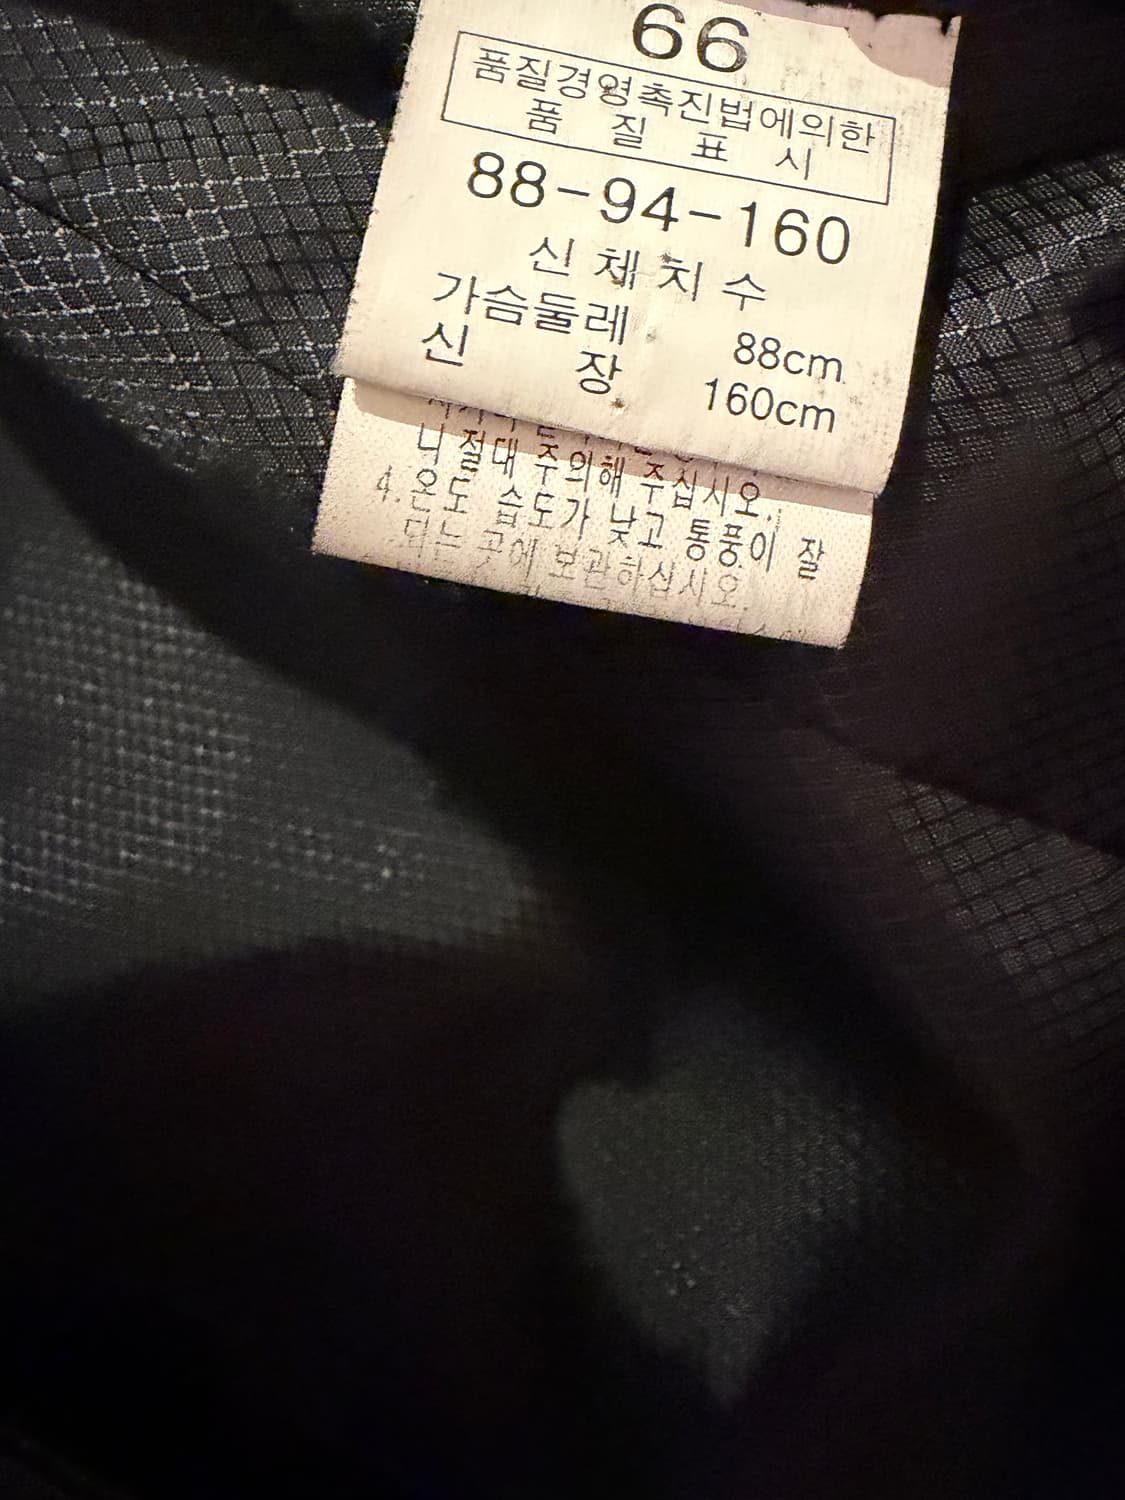 66
품질경영촉진법에의한
품 질 표 시
88-94-160
신 체 치 수
가슴둘레 88cm
신 장 160cm
니 절대 주의해 주십시오.
4. 온도 습도가 낮고 통풍이 잘
되는 곳에 보관하십시오.